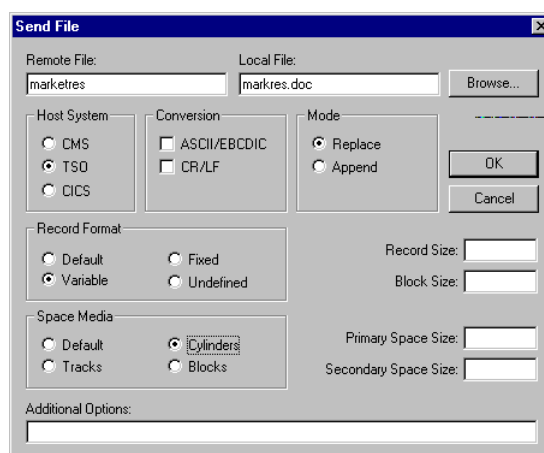 Send File
Remote File: Local File:
marketres markres.doc Browse...
Host System Conversion Mode
CMS ASCII/EBCDIC Replace
TSO CR/LF Append OK
CICS Cancel
Record Format Record Size:
Default Fixed
Variable Undefined Block Size:
Space Media
Default Cylinders Primary Space Size:
Tracks Blocks Secondary Space Size:
Additional Options: